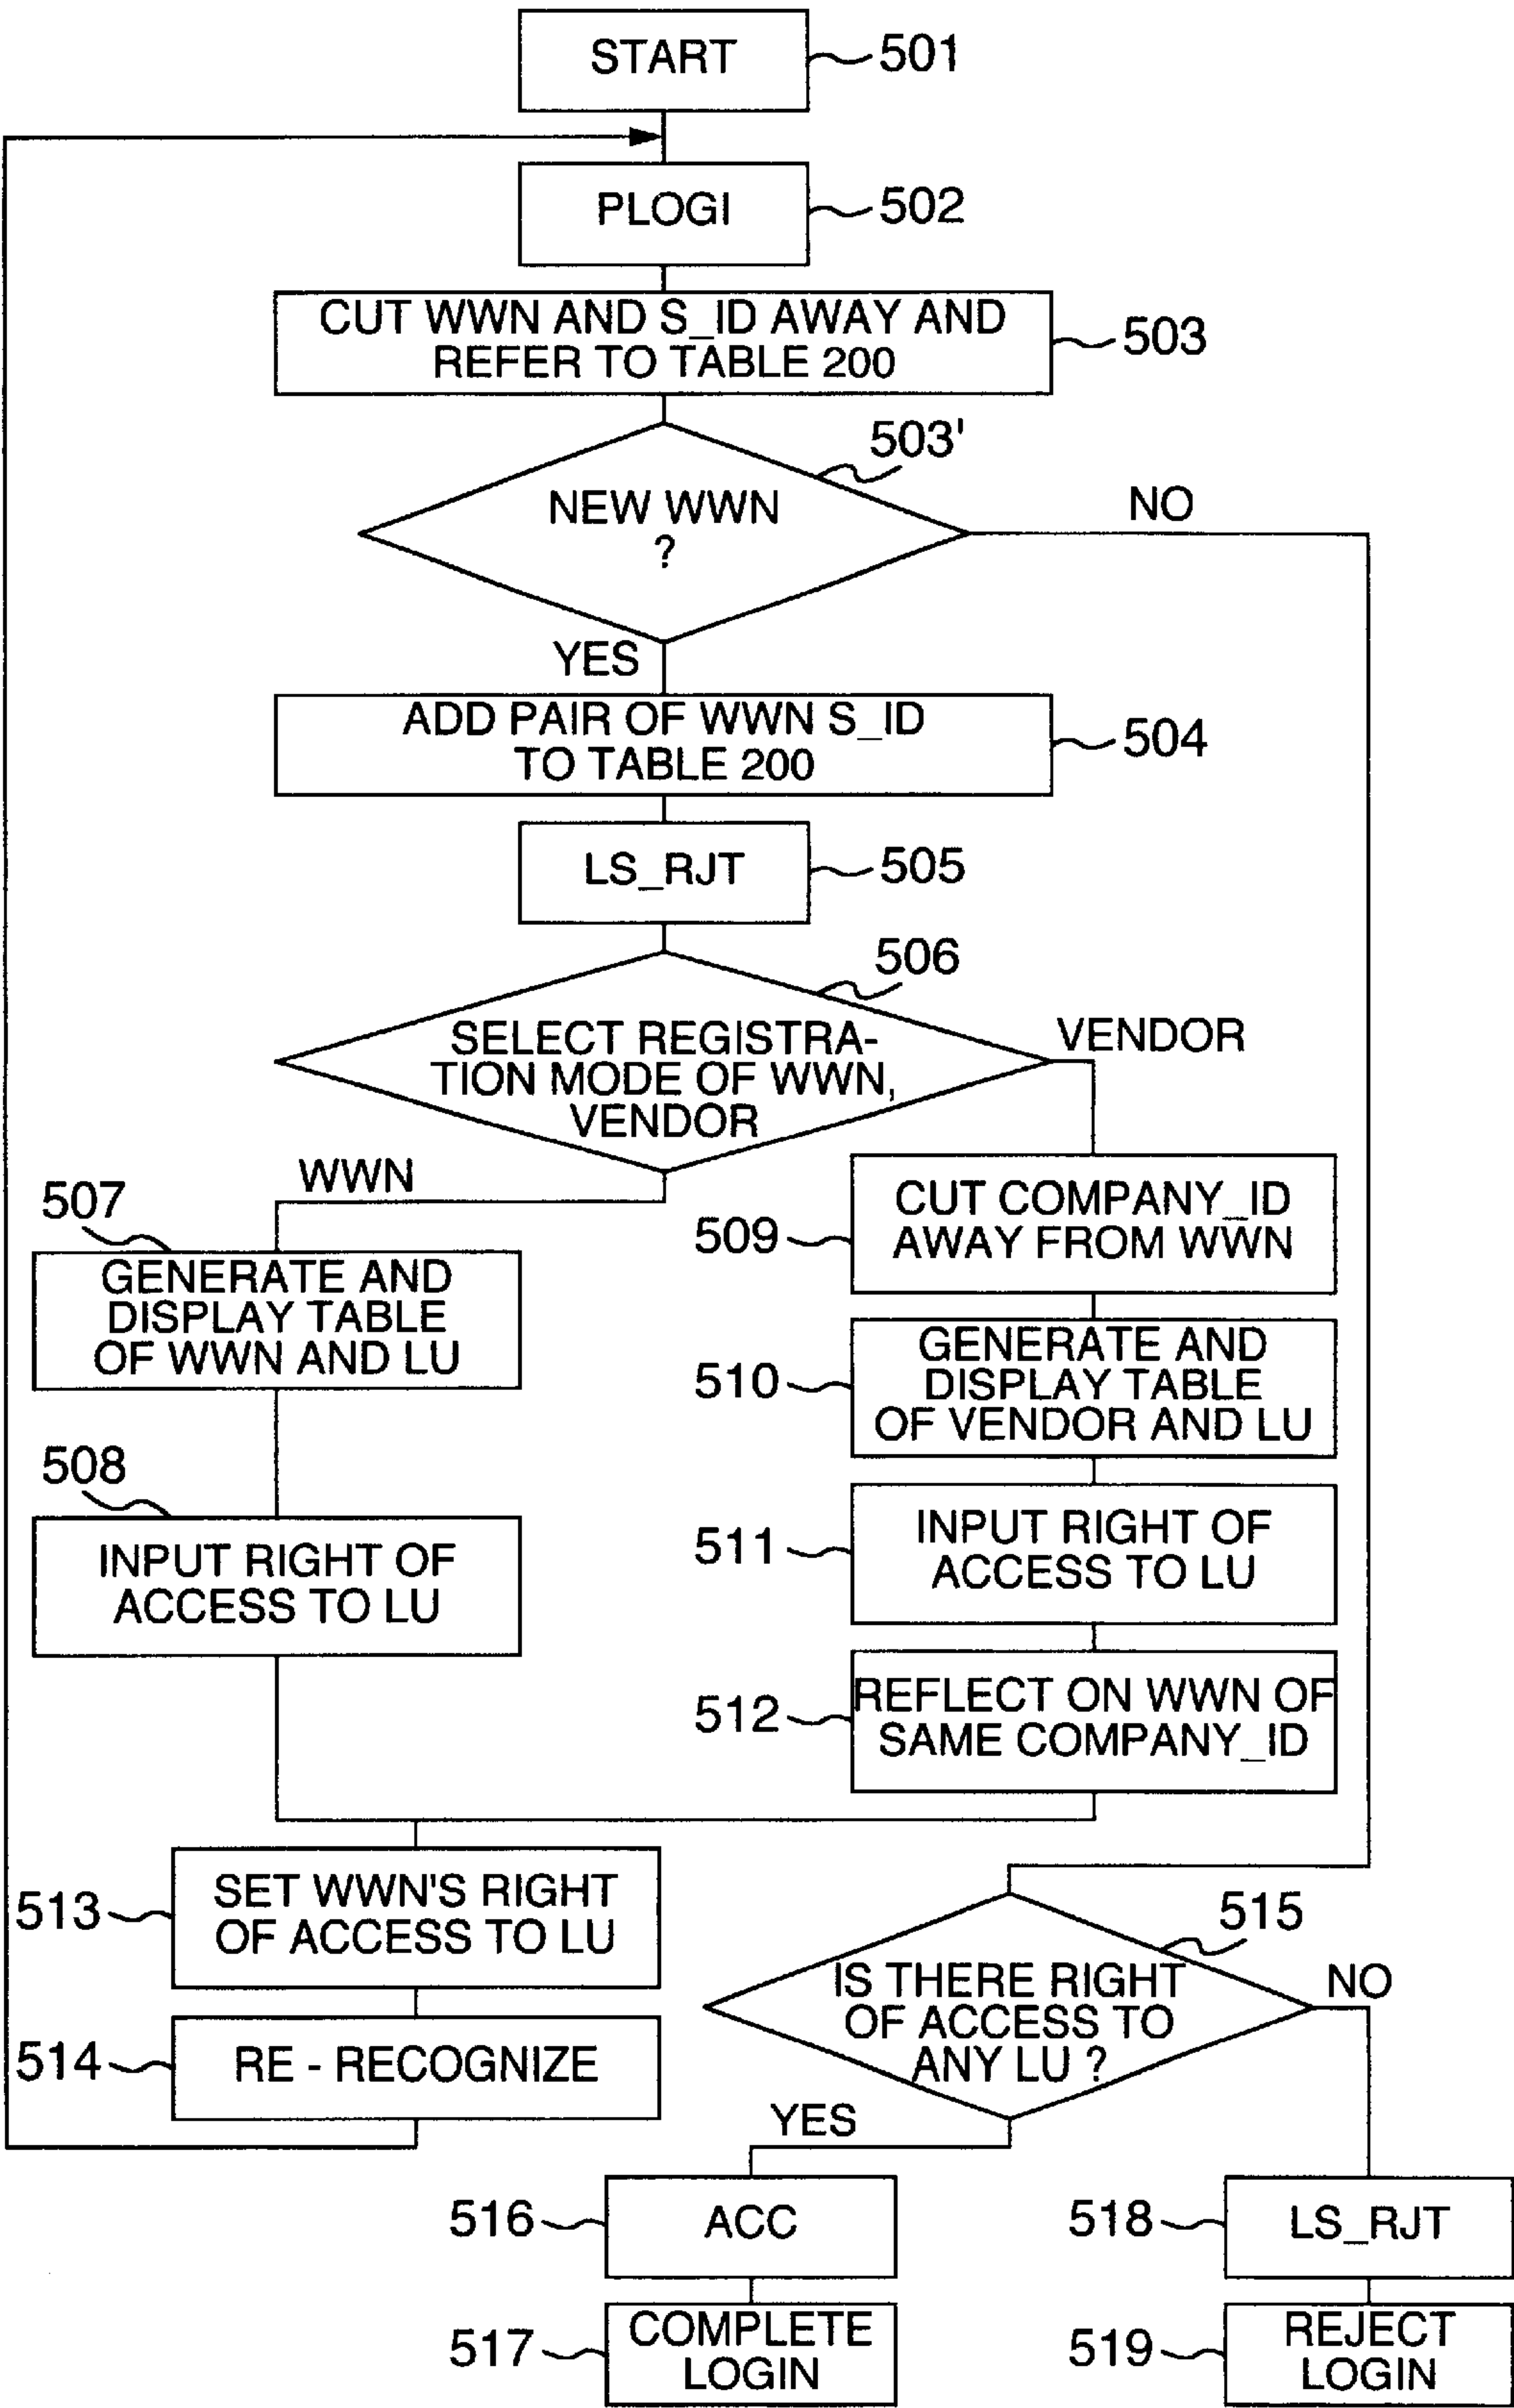 START
501
PLOGI
502
CUT WWN AND S_ID AWAY AND
REFER TO TABLE 200
503
503'
NEW WWN
?
NO
YES
ADD PAIR OF WWN S_ID
TO TABLE 200
504
LS_RJT
505
506
SELECT REGISTRA-
TION MODE OF WWN,
VENDOR
VENDOR
WWN
507
GENERATE AND
DISPLAY TABLE
OF WWN AND LU
508
INPUT RIGHT OF
ACCESS TO LU
509
CUT COMPANY_ID
AWAY FROM WWN
510
GENERATE AND
DISPLAY TABLE
OF VENDOR AND LU
511
INPUT RIGHT OF
ACCESS TO LU
512
REFLECT ON WWN OF
SAME COMPANY_ID
513
SET WWN'S RIGHT
OF ACCESS TO LU
514
RE - RECOGNIZE
515
IS THERE RIGHT
OF ACCESS TO
ANY LU ?
NO
YES
516
ACC
517
COMPLETE
LOGIN
518
LS_RJT
519
REJECT
LOGIN